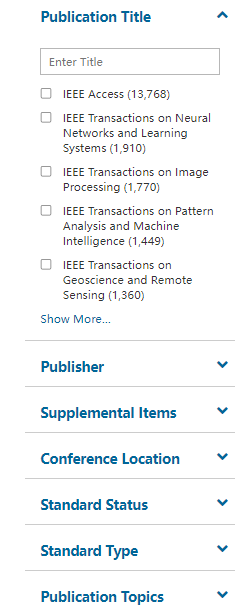 Publication Title
Enter Title
IEEE Access (13,768)
IEEE Transactions on Neural
Networks and Learning
Systems (1,910)
IEEE Transactions on Image
Processing (1,770)
IEEE Transactions on Pattern
Analysis and Machine
Intelligence (1,449)
IEEE Transactions on
Geoscience and Remote
Sensing (1,360)
Show More...
Publisher
Supplemental Items
Conference Location
Standard Status
Standard Type
Publication Topics